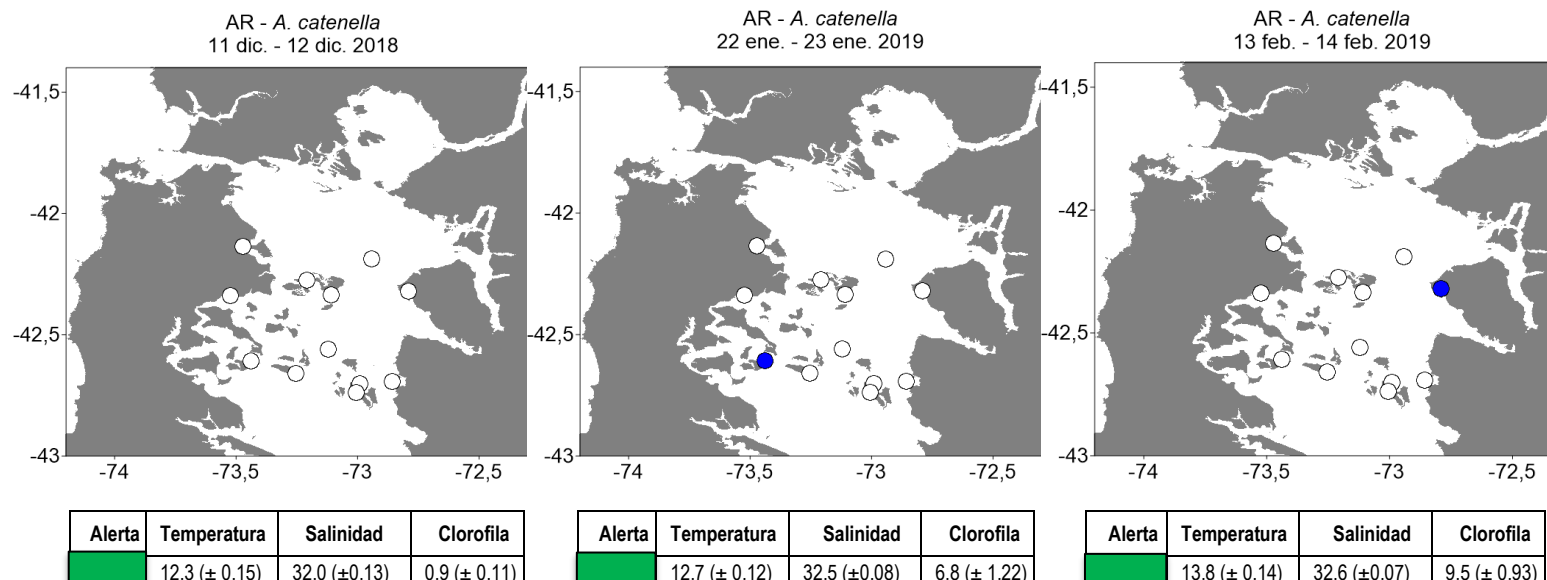 AR - A. catenella
11 dic. - 12 dic. 2018
-41,5
-42
-42,5
-43
-74
-73,5
-73
-72,5
Alerta Temperatura Salinidad Clorofila
12.3 (± 0.15) 32.0 (±0.13) 0.9 (± 0.11)
AR - A. catenella
22 ene. - 23 ene. 2019
-41,5
-42
-42,5
-43
-74
-73,5
-73
-72,5
Alerta Temperatura Salinidad Clorofila
12.7 (± 0.12) 32.5 (±0.08) 6.8 (± 1.22)
AR - A. catenella
13 feb. - 14 feb. 2019
-41,5
-42
-42,5
-43
-74
-73,5
-73
-72,5
Alerta Temperatura Salinidad Clorofila
13.8 (± 0.14) 32.6 (±0.07) 9.5 (± 0.93)